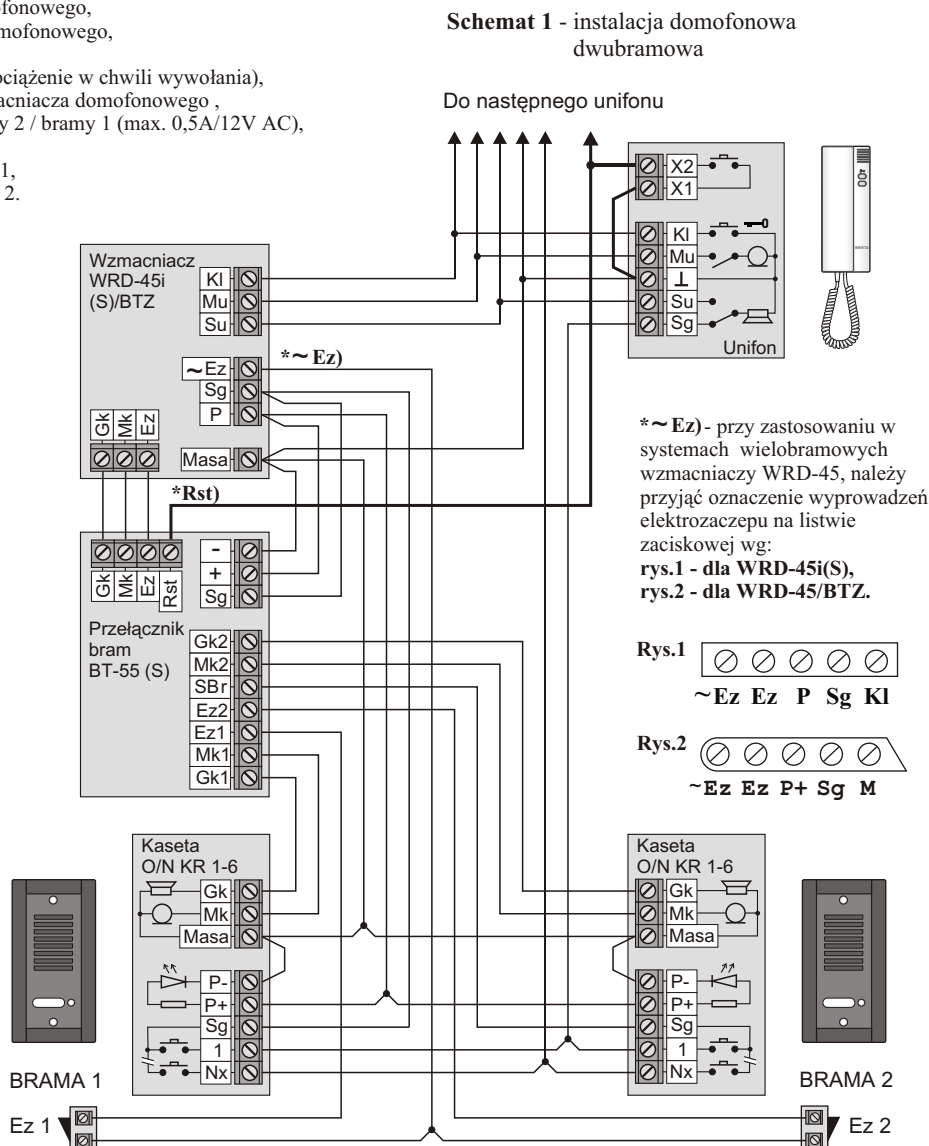 ofonowego,
mofonowego,
ociążenie w chwili wywołania),
acniacza domofonowego ,
y 2 / bramy 1 (max. 0,5A/12V AC),
1,
2.
Schemat 1 - instalacja domofonowa
dwubramowa
Do następnego unifonu
X2
X1
Kl
Mu
⊥
Su
Sg
Unifon
Wzmacniacz
WRD-45i
(S)/BTZ
Kl
Mu
Su
~Ez
Sg
P
Masa
Gk
Mk
Ez
*~Ez)
*Rst)
*~Ez) - przy zastosowaniu w
systemach wielobramowych
wzmacniaczy WRD-45, należy
przyjąć oznaczenie wyprowadzeń
elektrozaczepu na listwie
zaciskowej wg:
rys.1 - dla WRD-45i(S),
rys.2 - dla WRD-45/BTZ.
Rys.1
~Ez Ez P Sg Kl
Rys.2
~Ez Ez P+ Sg M
Gk
Mk
Ez
Rst
-
+
Sg
Przełącznik
bram
BT-55 (S)
Gk2
Mk2
SBr
Ez2
Ez1
Mk1
Gk1
Kaseta
O/N KR 1-6
Gk
Mk
Masa
P-
P+
Sg
1
Nx
BRAMA 1
Ez 1
Kaseta
O/N KR 1-6
Gk
Mk
Masa
P-
P+
Sg
1
Nx
BRAMA 2
Ez 2